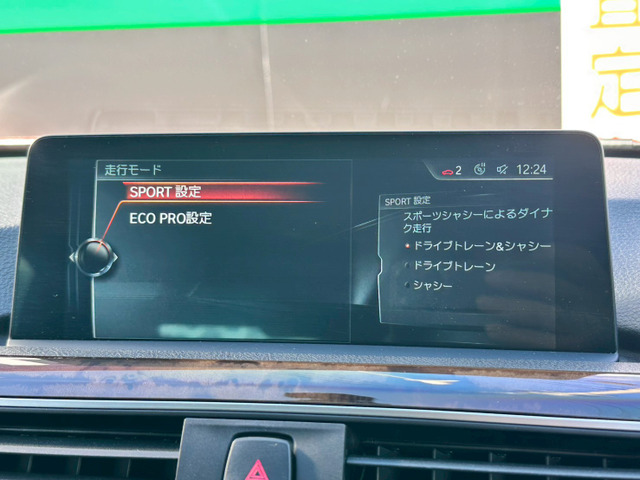 定
走行モード
2 12:24
SPORT 設定
ECO PRO設定
SPORT 設定
スポーツシャシーによるダイナ
ク走行
ドライブトレーン&シャシー
ドライブトレーン
シャシー